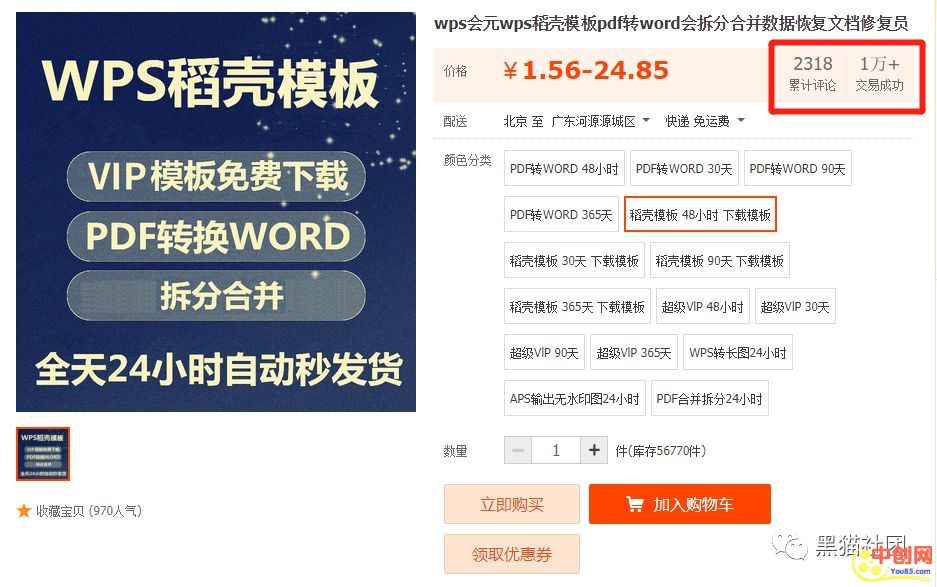 wps会元wps稻壳模板pdf转word会拆分合并数据恢复文档修复员
WPS稻壳模板
VIP模板免费下载
PDF转换WORD
拆分合并
全天24小时自动秒发货
WPS稻壳模板
VIP模板免费下载
PDF转换WORD
拆分合并
全天24小时自动秒发货
收藏宝贝 (970人气)
价格 ¥1.56-24.85
2318 1万+
累计评论 交易成功
配送 北京 至 广东河源源城区 快递 免运费
颜色分类 PDF转WORD 48小时 PDF转WORD 30天 PDF转WORD 90天
PDF转WORD 365天 稻壳模板 48小时 下载模板
稻壳模板 30天 下载模板 稻壳模板 90天 下载模板
稻壳模板 365天 下载模板 超级VIP 48小时 超级VIP 30天
超级VIP 90天 超级VIP 365天 WPS转长图24小时
APS输出无水印图24小时 PDF合并拆分24小时
数量 − 1 + 件(库存56770件)
立即购买 加入购物车
领取优惠券
黑猫社团
中创网
You85.com